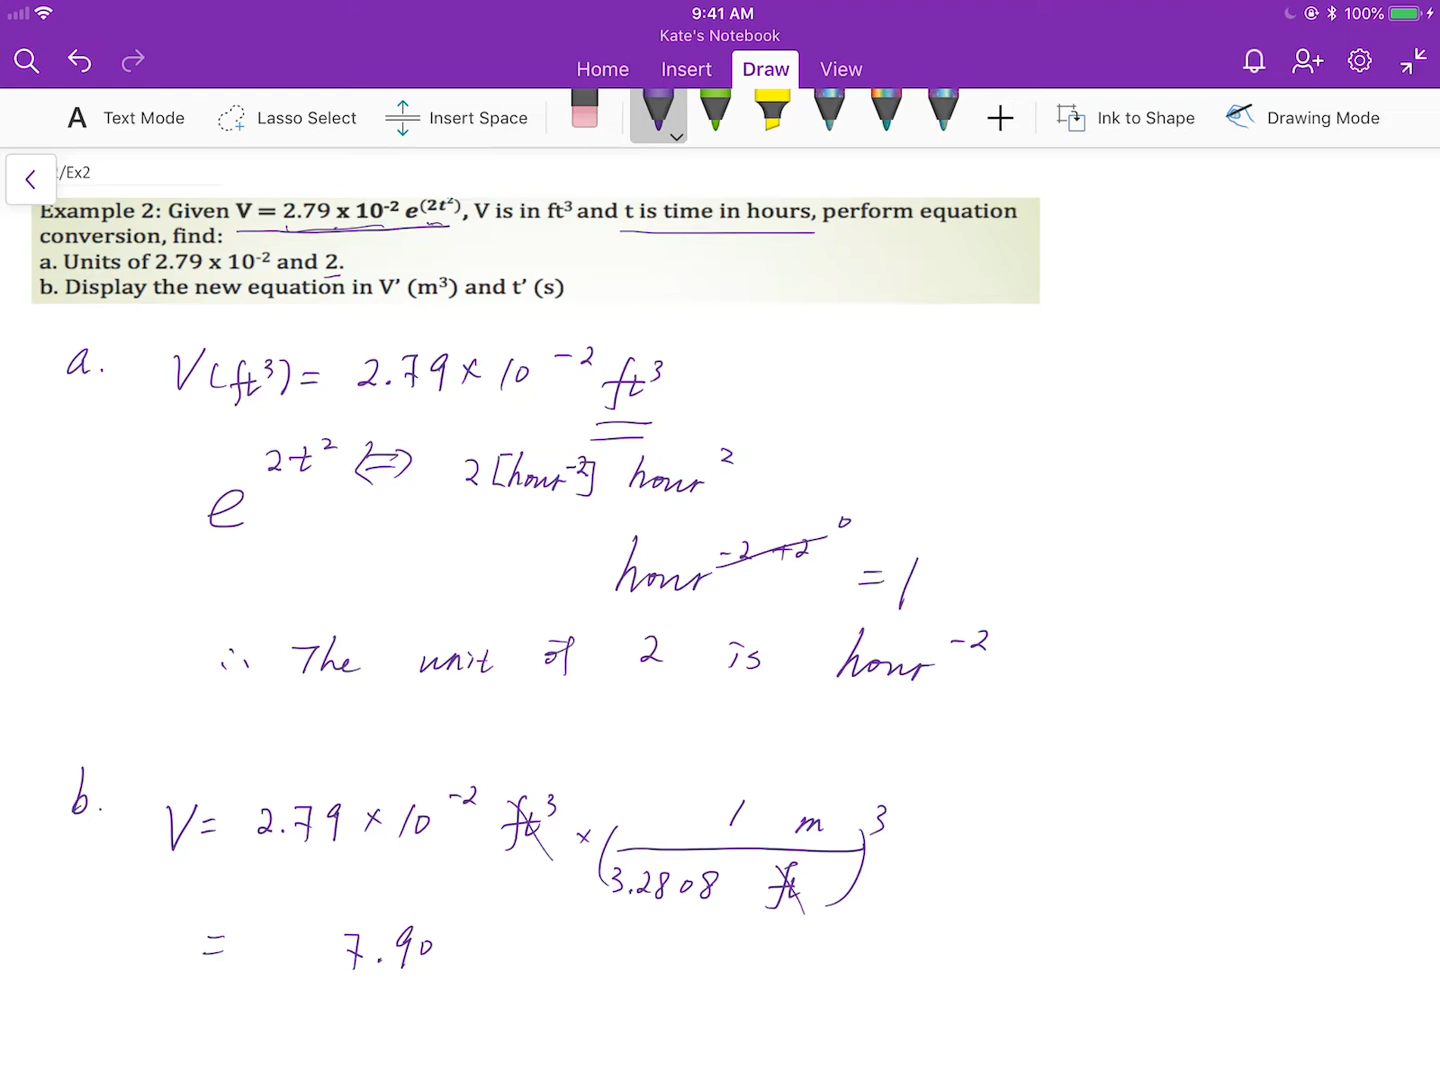 9:41 AM
100%
Kate's Notebook
Home Insert Draw View
A Text Mode Lasso Select Insert Space Ink to Shape Drawing Mode
/Ex2
Example 2: Given V = 2.79 x 10⁻² e^(2t²), V is in ft³ and t is time in hours, perform equation
conversion, find:
a. Units of 2.79 x 10⁻² and 2.
b. Display the new equation in V' (m³) and t' (s)
a. V(ft³) = 2.79 × 10⁻² ft³
e^2t² ⇔ 2 [hour⁻²] hour²
hour^-2+2 0 = 1
∴ The unit of 2 is hour⁻²
b. V = 2.79 × 10⁻² ft³ × (1 m / 3.2808 ft)³
= 7.90